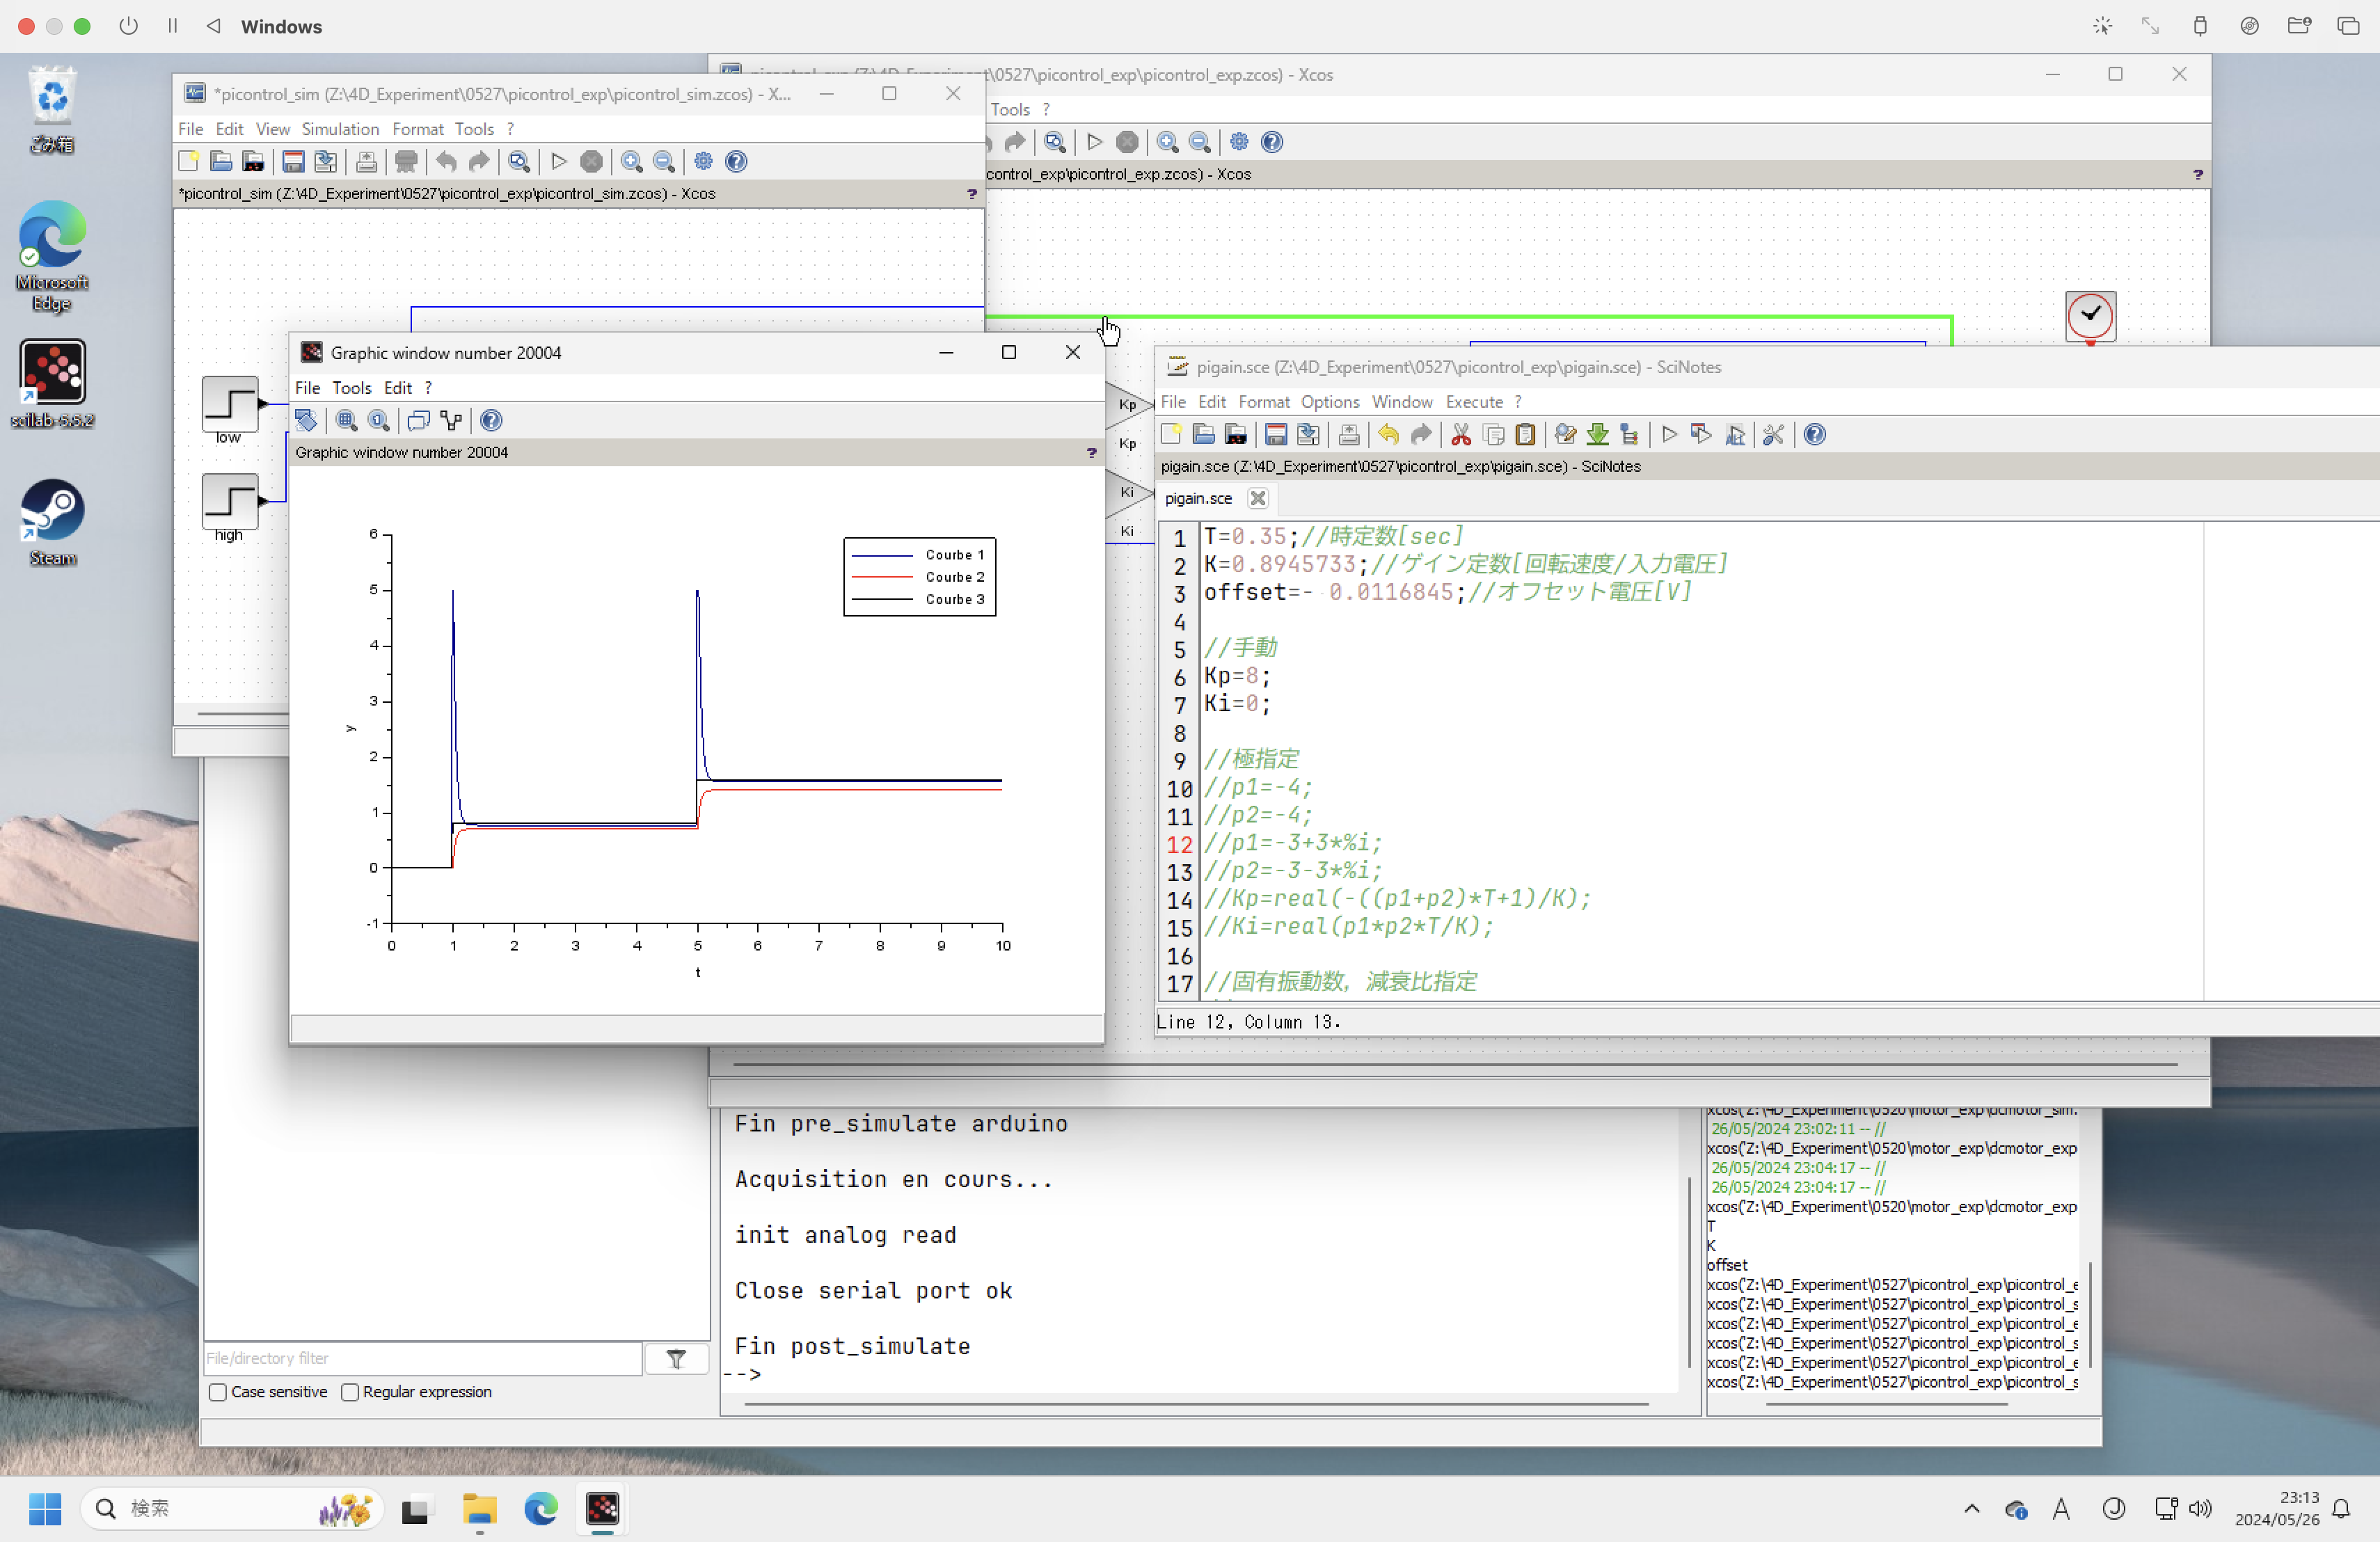 Windows
ごみ箱
Microsoft
Edge
scilab-5.5.2
Steam
*picontrol_sim (Z:\4D_Experiment\0527\picontrol_exp\picontrol_sim.zcos) - X...
File Edit View Simulation Format Tools ?
*picontrol_sim (Z:\4D_Experiment\0527\picontrol_exp\picontrol_sim.zcos) - Xcos
?
low
high
\0527\picontrol_exp\picontrol_exp.zcos) - Xcos
Tools ?
control_exp\picontrol_exp.zcos) - Xcos
?
Kp
Kp
Ki
Ki
Graphic window number 20004
File Tools Edit ?
Graphic window number 20004
?
Courbe 1
Courbe 2
Courbe 3
6
5
4
3
2
1
0
-1
y
0 1 2 3 4 5 6 7 8 9 10
t
pigain.sce (Z:\4D_Experiment\0527\picontrol_exp\pigain.sce) - SciNotes
File Edit Format Options Window Execute ?
pigain.sce (Z:\4D_Experiment\0527\picontrol_exp\pigain.sce) - SciNotes
pigain.sce
1 T=0.35;//時定数[sec]
2 K=0.8945733;//ゲイン定数[回転速度/入力電圧]
3 offset=- 0.0116845;//オフセット電圧[V]
4
5 //手動
6 Kp=8;
7 Ki=0;
8
9 //極指定
10 //p1=-4;
11 //p2=-4;
12 //p1=-3+3*%i;
13 //p2=-3-3*%i;
14 //Kp=real(-((p1+p2)*T+1)/K);
15 //Ki=real(p1*p2*T/K);
16
17 //固有振動数, 減衰比指定
Line 12, Column 13.
Fin pre_simulate arduino
Acquisition en cours...
init analog read
Close serial port ok
Fin post_simulate
-->
File/directory filter
Case sensitive Regular expression
xcos('Z:\4D_Experiment\0520\motor_exp\dcmotor_sim.
26/05/2024 23:02:11 -- //
xcos('Z:\4D_Experiment\0520\motor_exp\dcmotor_exp
26/05/2024 23:04:17 -- //
26/05/2024 23:04:17 -- //
xcos('Z:\4D_Experiment\0520\motor_exp\dcmotor_exp
T
K
offset
xcos('Z:\4D_Experiment\0527\picontrol_exp\picontrol_e
xcos('Z:\4D_Experiment\0527\picontrol_exp\picontrol_s
xcos('Z:\4D_Experiment\0527\picontrol_exp\picontrol_e
xcos('Z:\4D_Experiment\0527\picontrol_exp\picontrol_s
xcos('Z:\4D_Experiment\0527\picontrol_exp\picontrol_e
xcos('Z:\4D_Experiment\0527\picontrol_exp\picontrol_s
検索
A
23:13
2024/05/26